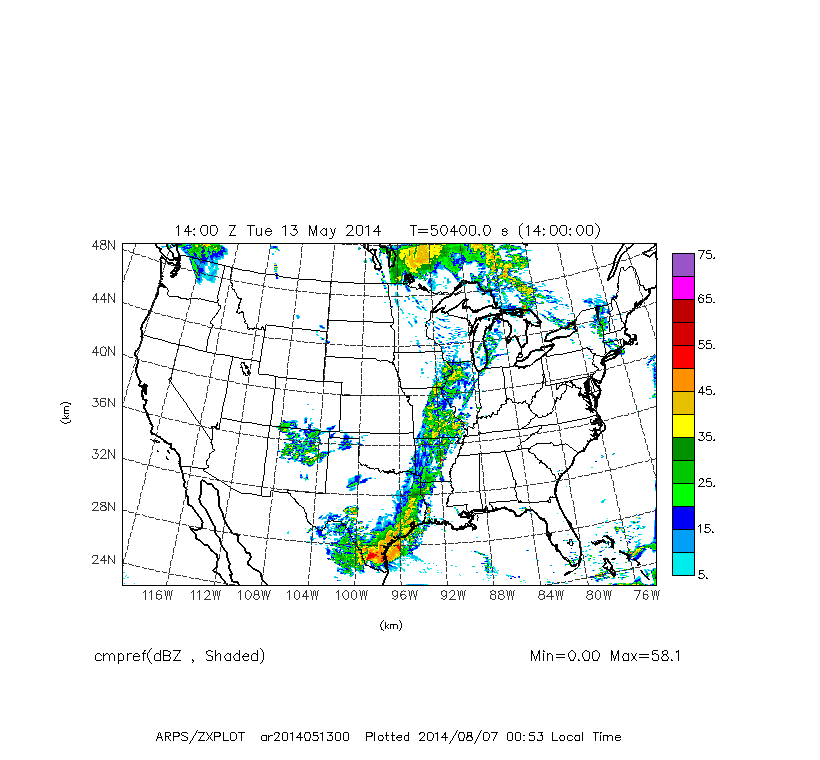 14:00 Z Tue 13 May 2014 T=50400.0 s (14:00:00)
48N
44N
40N
36N
32N
28N
24N
(km)
116W 112W 108W 104W 100W 96W 92W 88W 84W 80W 76W
(km)
75.
65.
55.
45.
35.
25.
15.
5.
cmpref(dBZ , Shaded) Min=0.00 Max=58.1
ARPS/ZXPLOT ar2014051300 Plotted 2014/08/07 00:53 Local Time